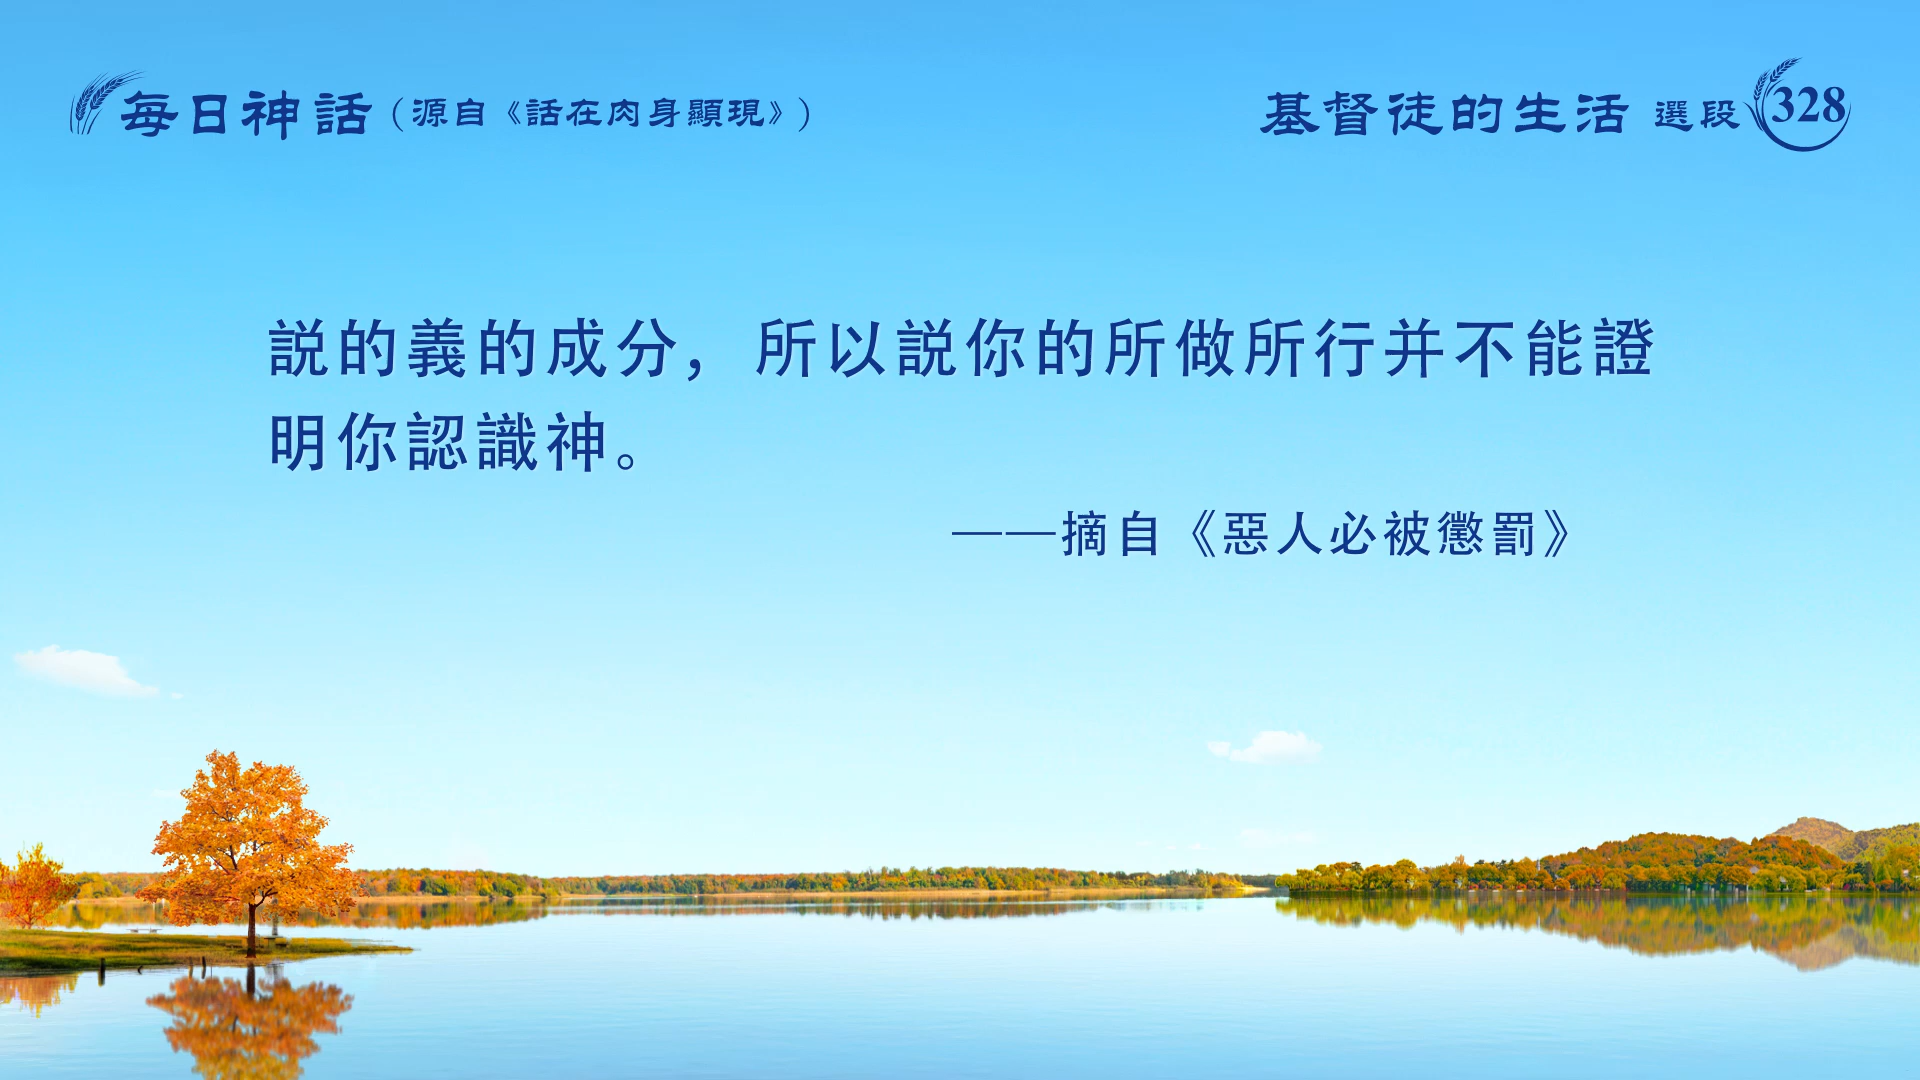 每日神話（源自《話在肉身顯現》）
基督徒的生活 選段 328
説的義的成分，所以説你的所做所行并不能證
明你認識神。
——摘自《惡人必被懲罰》